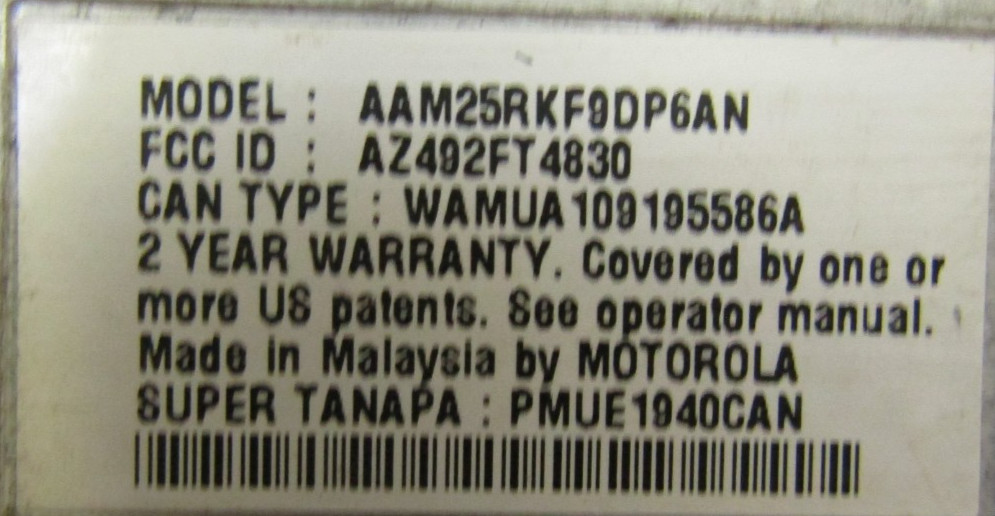 MODEL : AAM25RKF9DP6AN
FCC ID : AZ492FT4830
CAN TYPE : WAMUA109195586A
2 YEAR WARRANTY. Covered by one or
more US patents. See operator manual.
Made in Malaysia by MOTOROLA
SUPER TANAPA : PMUE1940CAN